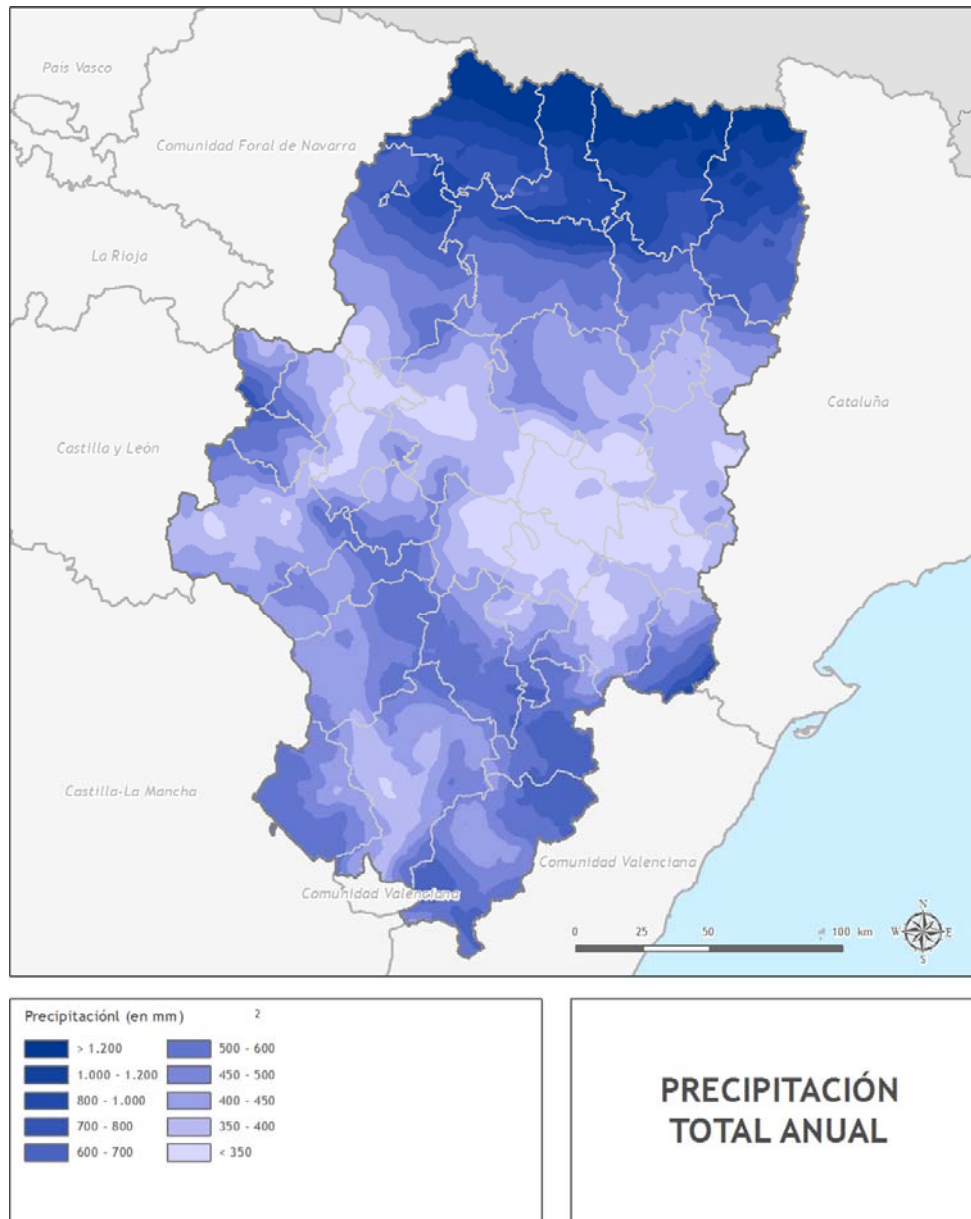 País Vasco
Comunidad Foral de Navarra
La Rioja
Cataluña
Castilla y León
Castilla-La Mancha
Comunidad Valenciana
Comunidad Valenciana
N
W E
S
0 25 50 100 km
Precipitaciónl (en mm) 2
> 1.200
1.000 - 1.200
800 - 1.000
700 - 800
600 - 700
500 - 600
450 - 500
400 - 450
350 - 400
< 350
PRECIPITACIÓN
TOTAL ANUAL